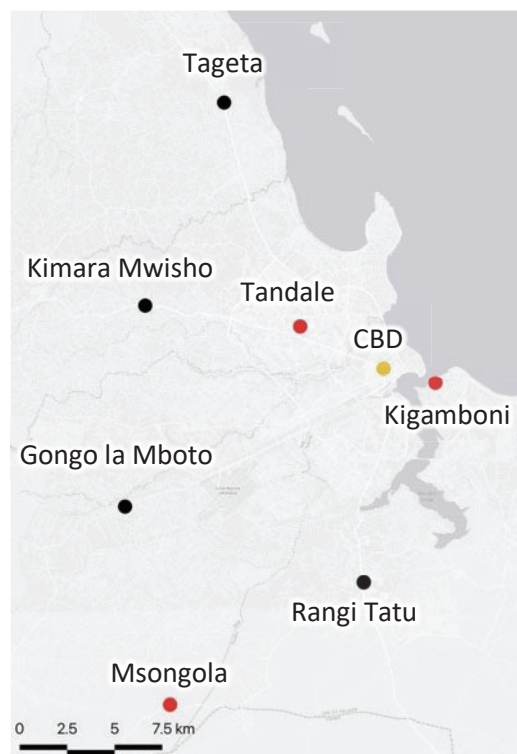 Tageta
Kimara Mwisho
Tandale
CBD
Kigamboni
Gongo la Mboto
Rangi Tatu
Msongola
0 2.5 5 7.5 km